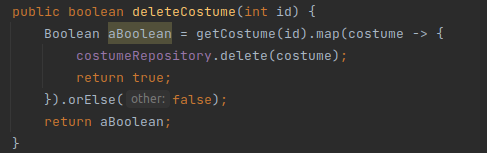 public boolean deleteCostume(int id) {
    Boolean aBoolean = getCostume(id).map(costume -> {
        costumeRepository.delete(costume);
        return true;
    }).orElse( other: false);
    return aBoolean;
}